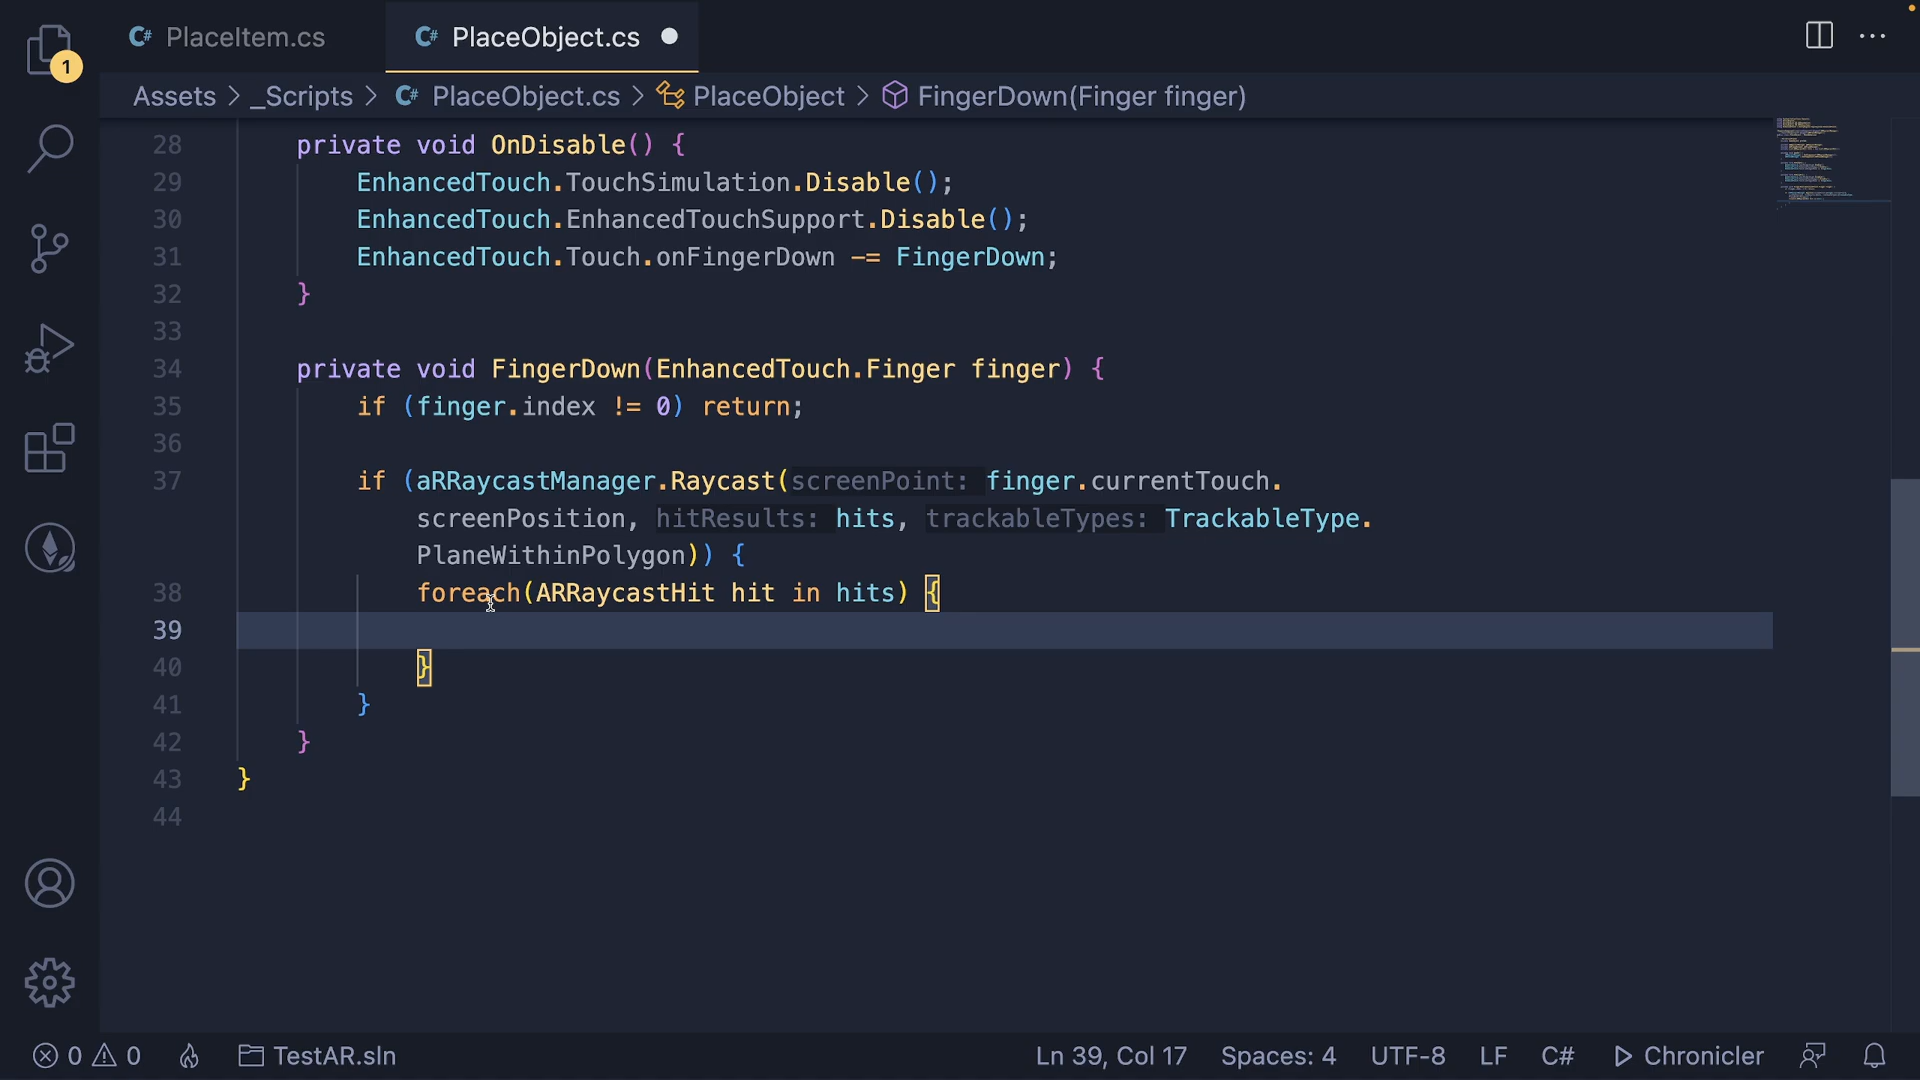 PlaceItem.cs
PlaceObject.cs
1
Assets > _Scripts > PlaceObject.cs > PlaceObject > FingerDown(Finger finger)
28 private void OnDisable() {
29 EnhancedTouch.TouchSimulation.Disable();
30 EnhancedTouch.EnhancedTouchSupport.Disable();
31 EnhancedTouch.Touch.onFingerDown -= FingerDown;
32 }
33
34 private void FingerDown(EnhancedTouch.Finger finger) {
35 if (finger.index != 0) return;
36
37 if (aRRaycastManager.Raycast(screenPoint: finger.currentTouch.
screenPosition, hitResults: hits, trackableTypes: TrackableType.
PlaneWithinPolygon)) {
38 foreach(ARRaycastHit hit in hits) {
39
40 }
41 }
42 }
43 }
44
0 0 TestAR.sln Ln 39, Col 17 Spaces: 4 UTF-8 LF C# Chronicler